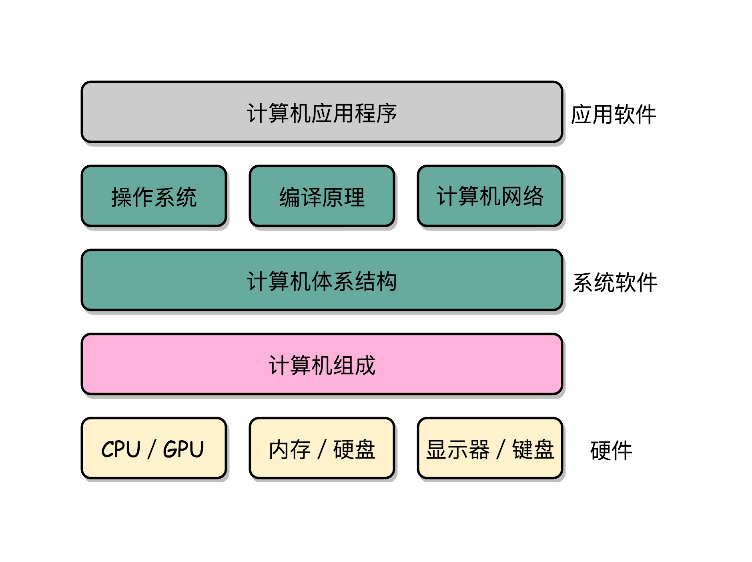 计算机应用程序
应用软件
操作系统
编译原理
计算机网络
计算机体系结构
系统软件
计算机组成
CPU / GPU
内存 / 硬盘
显示器 / 键盘
硬件